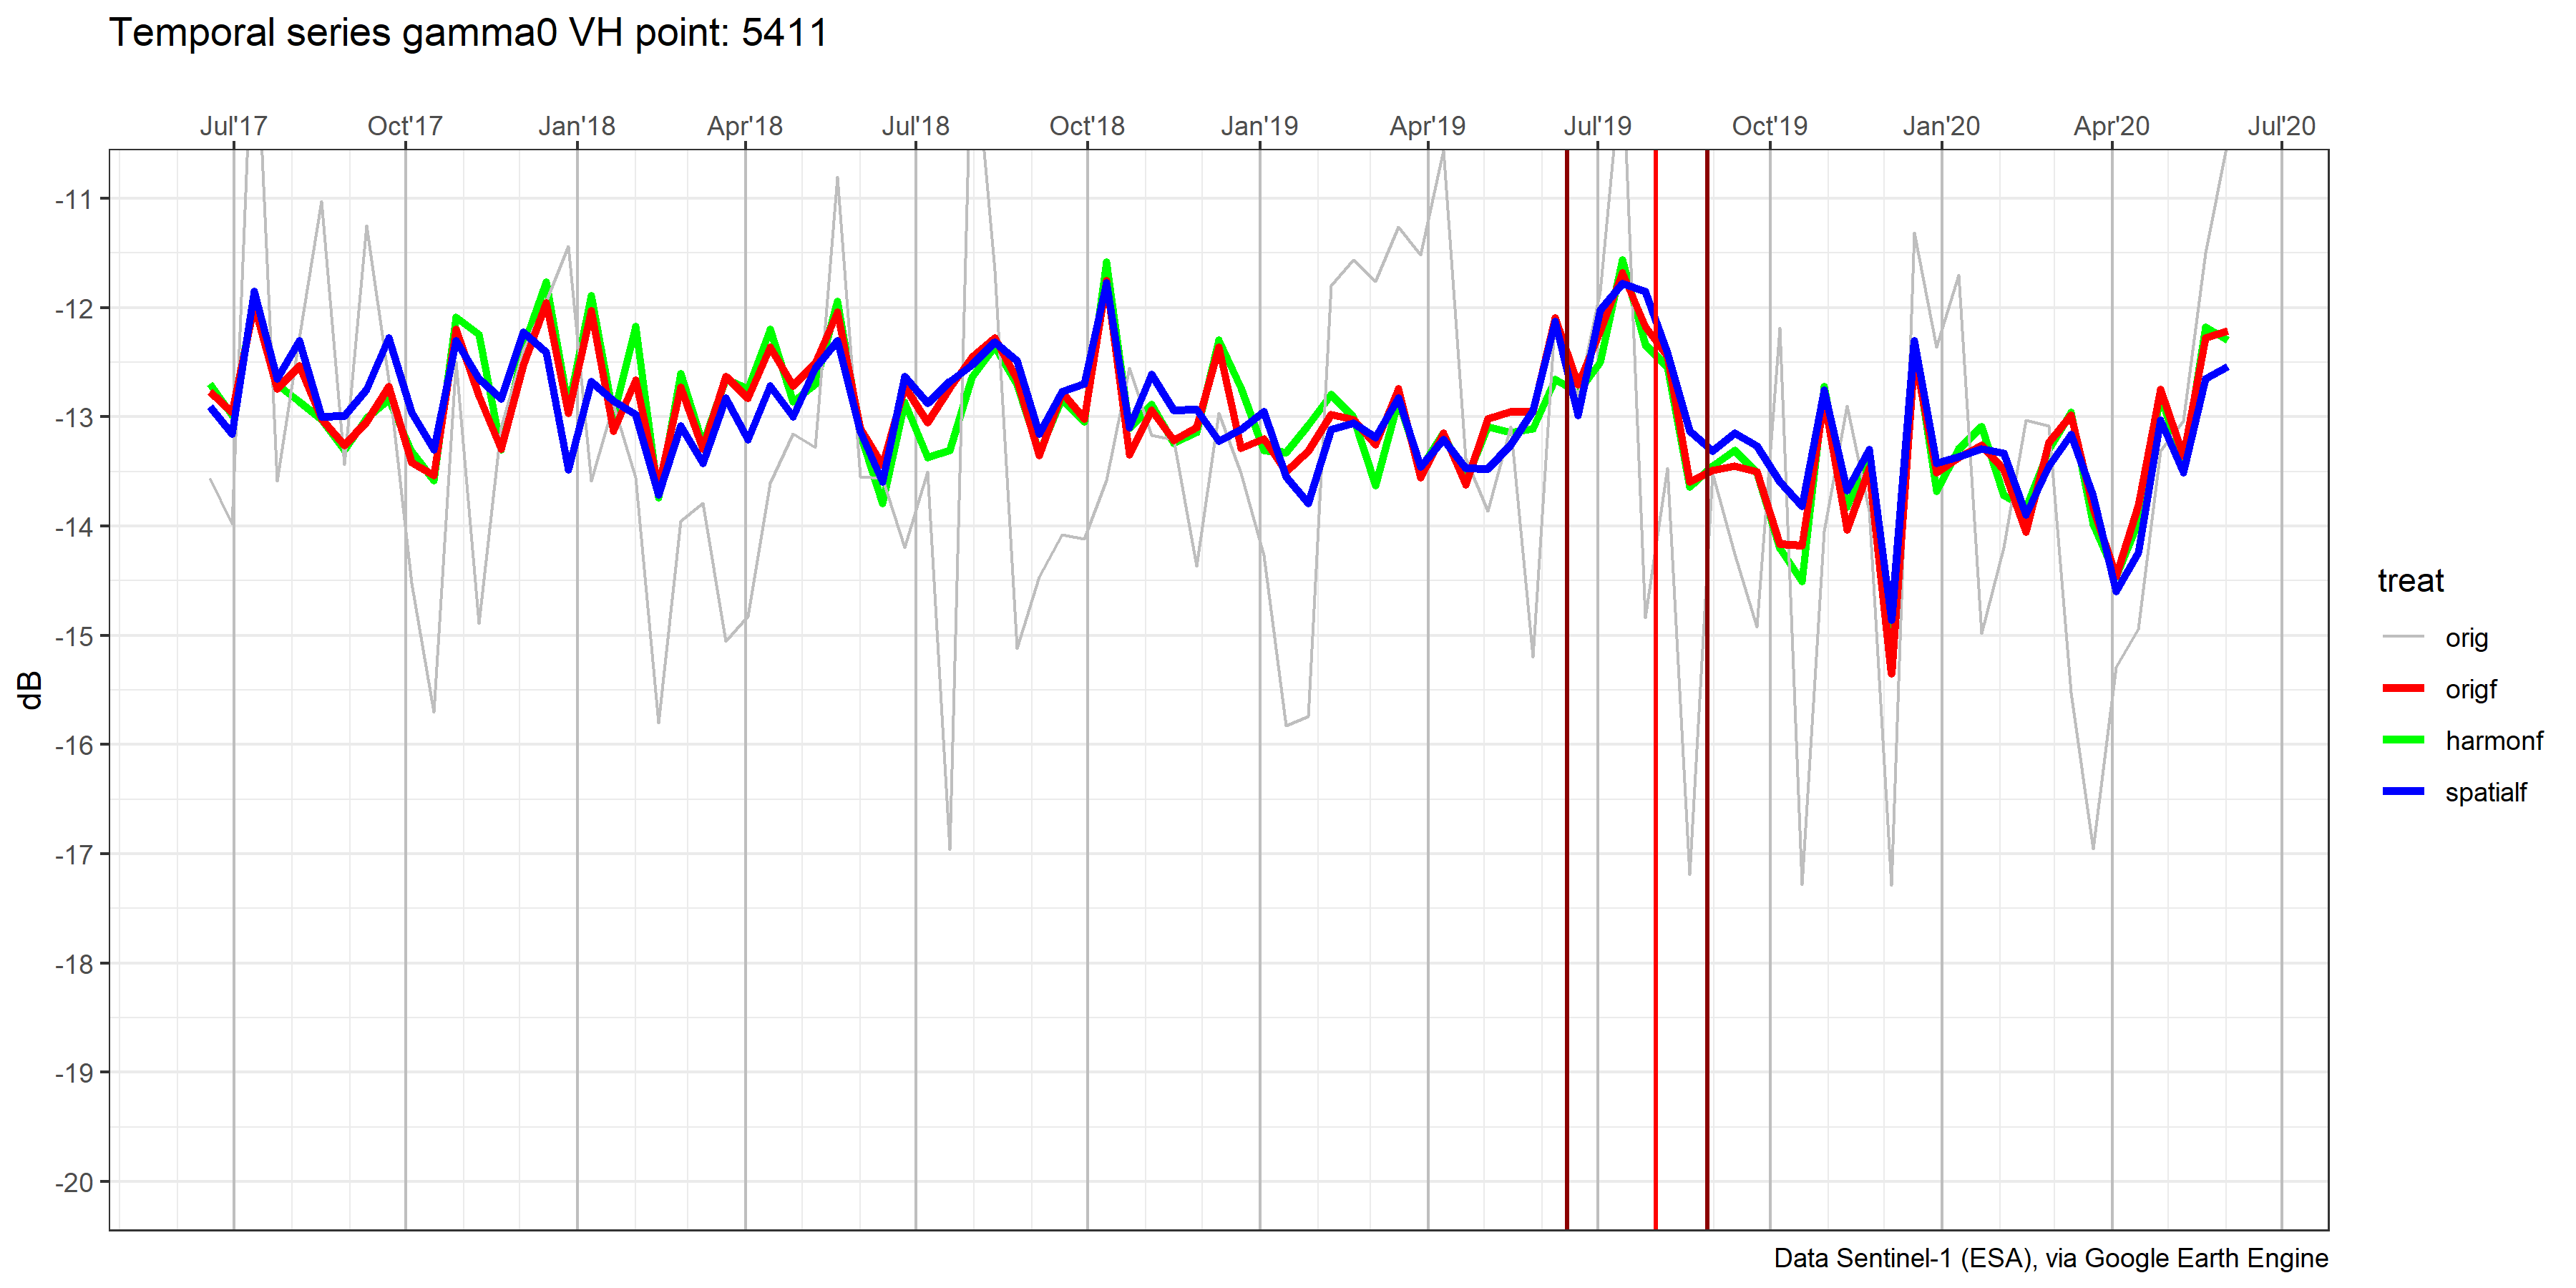 Temporal series gamma0 VH point: 5411
Jul'17 Oct'17 Jan'18 Apr'18 Jul'18 Oct'18 Jan'19 Apr'19 Jul'19 Oct'19 Jan'20 Apr'20 Jul'20
-11
-12
-13
-14
-15
-16
-17
-18
-19
-20
dB
treat
orig
origf
harmonf
spatialf
Data Sentinel-1 (ESA), via Google Earth Engine